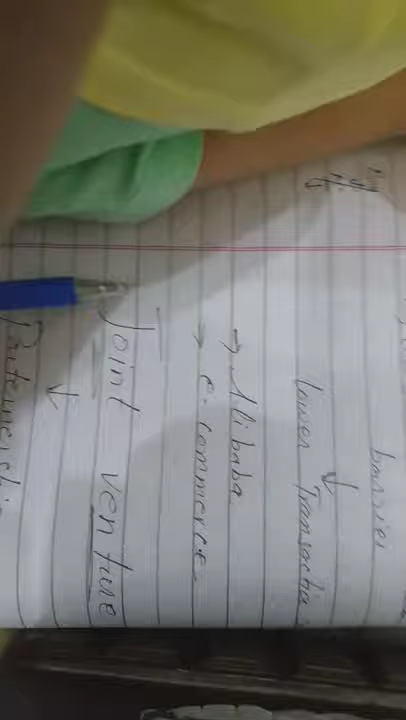 barrier
↓
lower Transactio
→ Alibaba
→ e-commerce.
Joint venture
↓